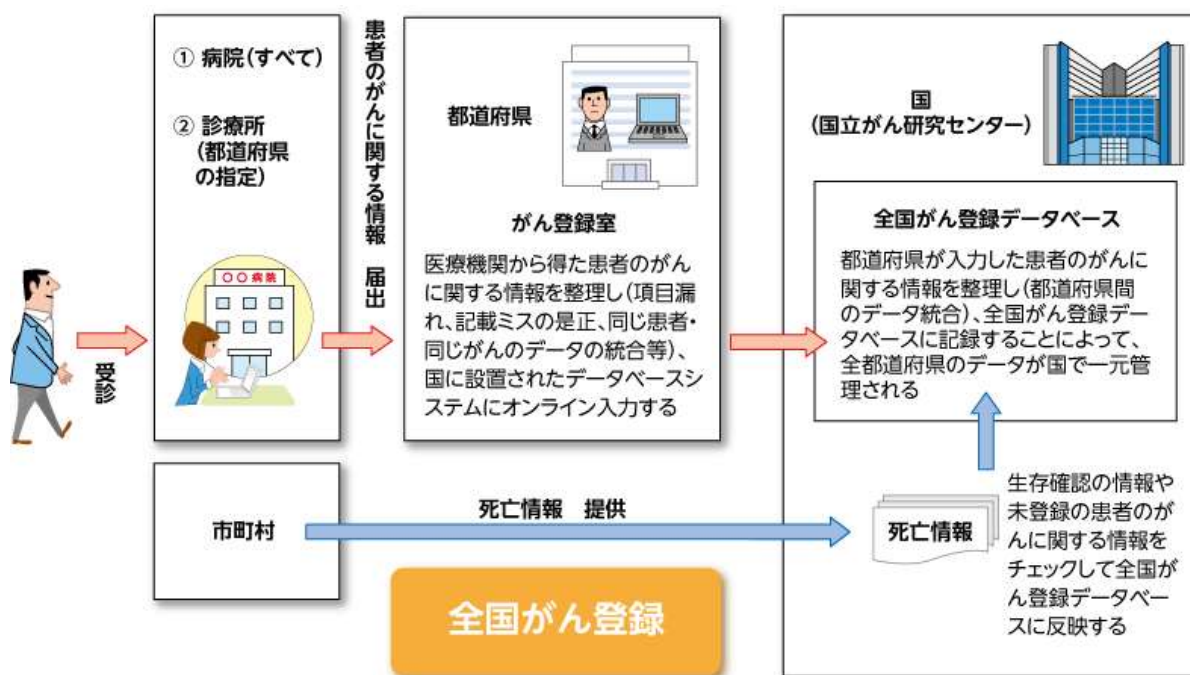 ① 病院(すべて)
② 診療所
(都道府県
の指定)
〇〇病院
受診
患者のがんに関する情報 届出
都道府県
がん登録室
医療機関から得た患者のがん
に関する情報を整理し(項目漏
れ、記載ミスの是正、同じ患者・
同じがんのデータの統合等)、
国に設置されたデータベースシ
ステムにオンライン入力する
国
(国立がん研究センター)
全国がん登録データベース
都道府県が入力した患者のがんに
関する情報を整理し(都道府県間
のデータ統合)、全国がん登録デー
タベースに記録することによって、
全都道府県のデータが国で一元管
理される
市町村
死亡情報 提供
死亡情報
生存確認の情報や
未登録の患者のが
んに関する情報を
チェックして全国が
ん登録データベー
スに反映する
全国がん登録